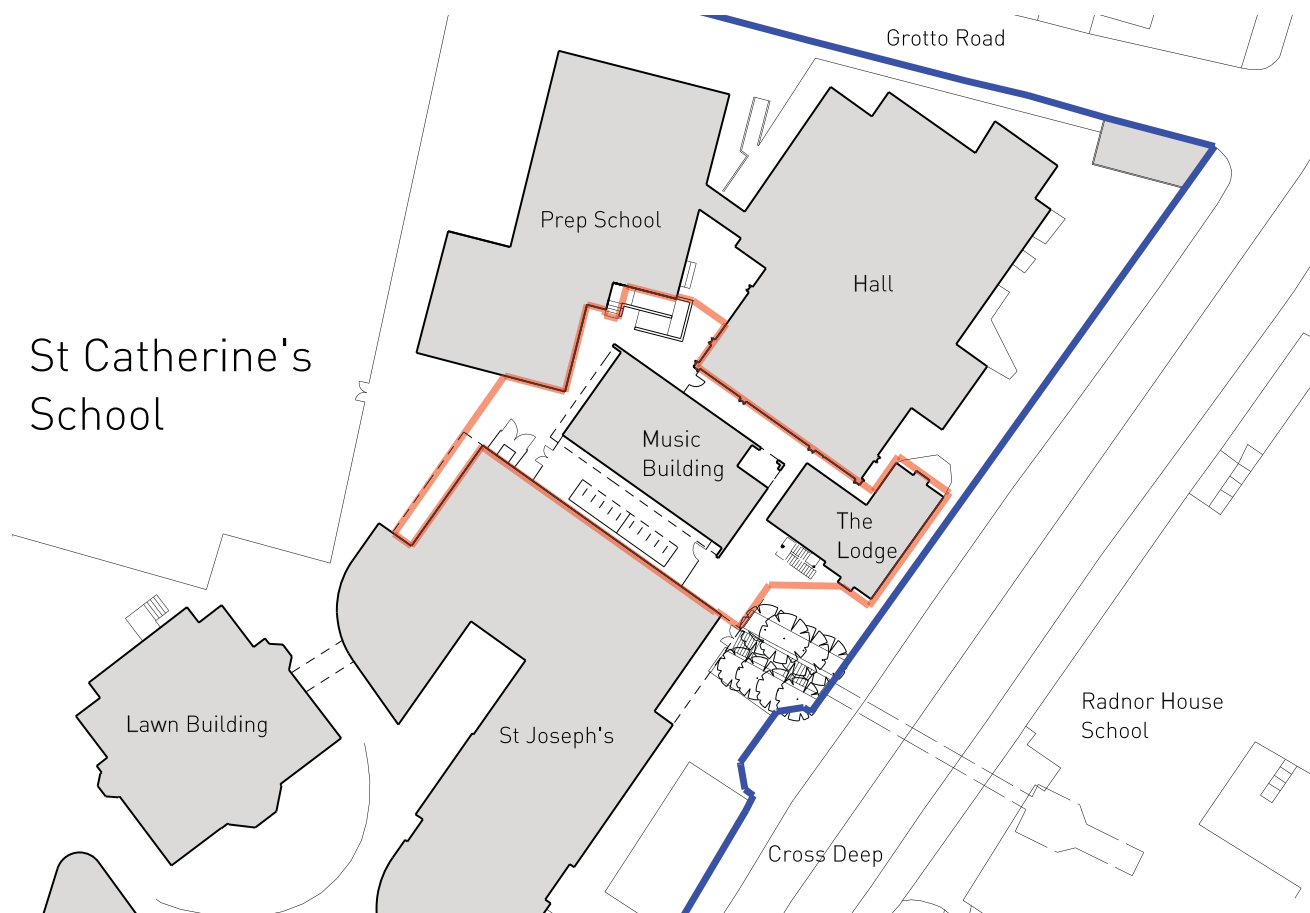 Grotto Road
Prep School
Hall
St Catherine's
School
Music
Building
The
Lodge
Radnor House
School
Lawn Building
St Joseph's
Cross Deep